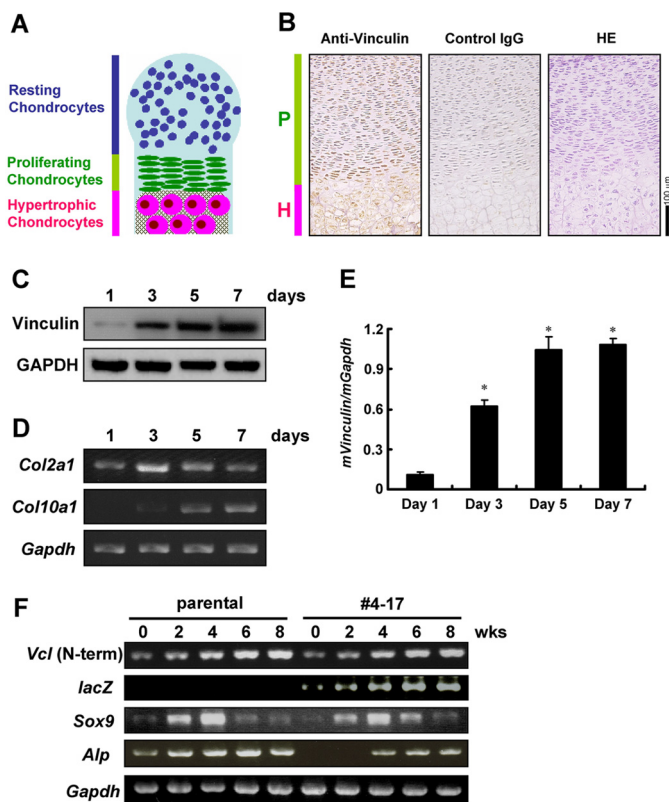 A
Resting
Chondrocytes
Proliferating
Chondrocytes
Hypertrophic
Chondrocytes
B
Anti-Vinculin Control IgG HE
P
H
100 μm
C
1 3 5 7 days
Vinculin
GAPDH
D
1 3 5 7 days
Col2a1
Col10a1
Gapdh
E
mVinculin/mGapdh
1.2
0.9
0.6
0.3
0
* * *
Day 1 Day 3 Day 5 Day 7
F
parental #4-17
0 2 4 6 8 0 2 4 6 8 wks
Vcl (N-term)
lacZ
Sox9
Alp
Gapdh